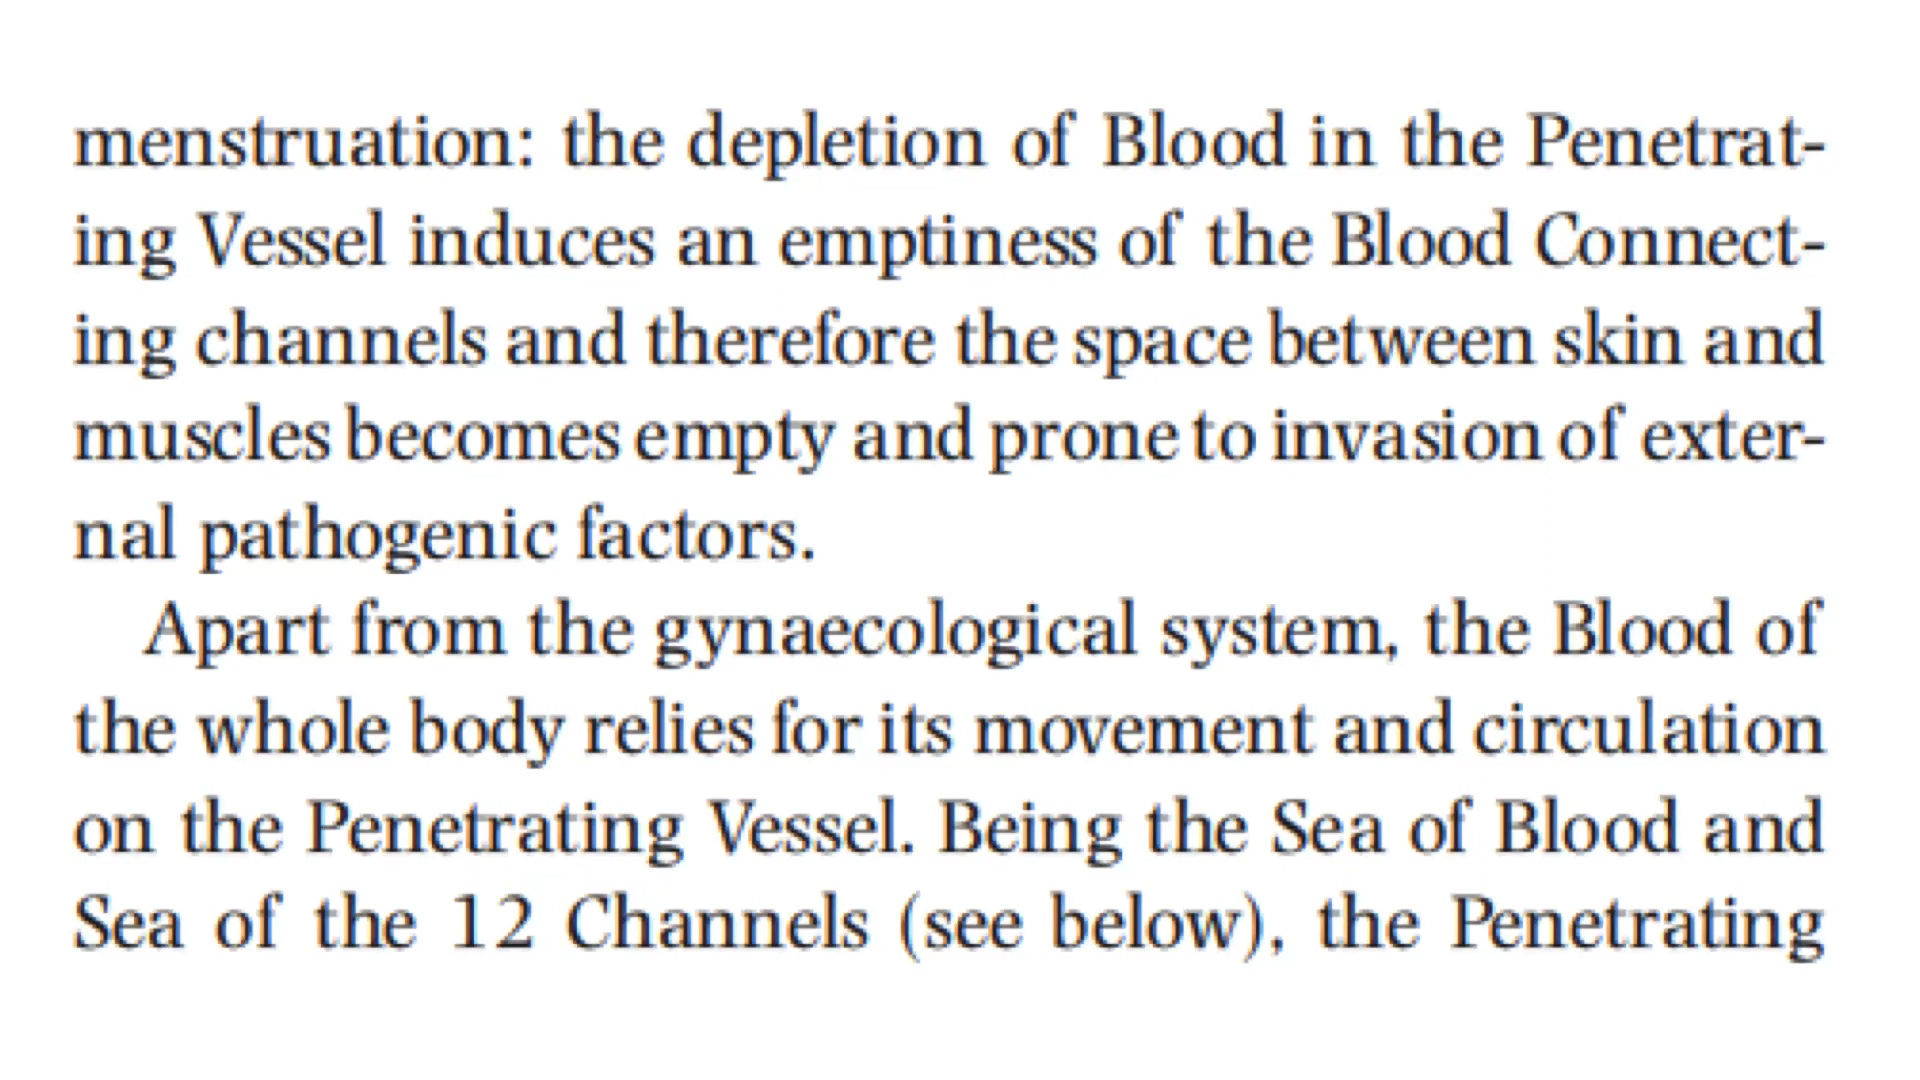 menstruation: the depletion of Blood in the Penetrat-
ing Vessel induces an emptiness of the Blood Connect-
ing channels and therefore the space between skin and
muscles becomes empty and prone to invasion of exter-
nal pathogenic factors.
Apart from the gynaecological system, the Blood of
the whole body relies for its movement and circulation
on the Penetrating Vessel. Being the Sea of Blood and
Sea of the 12 Channels (see below), the Penetrating